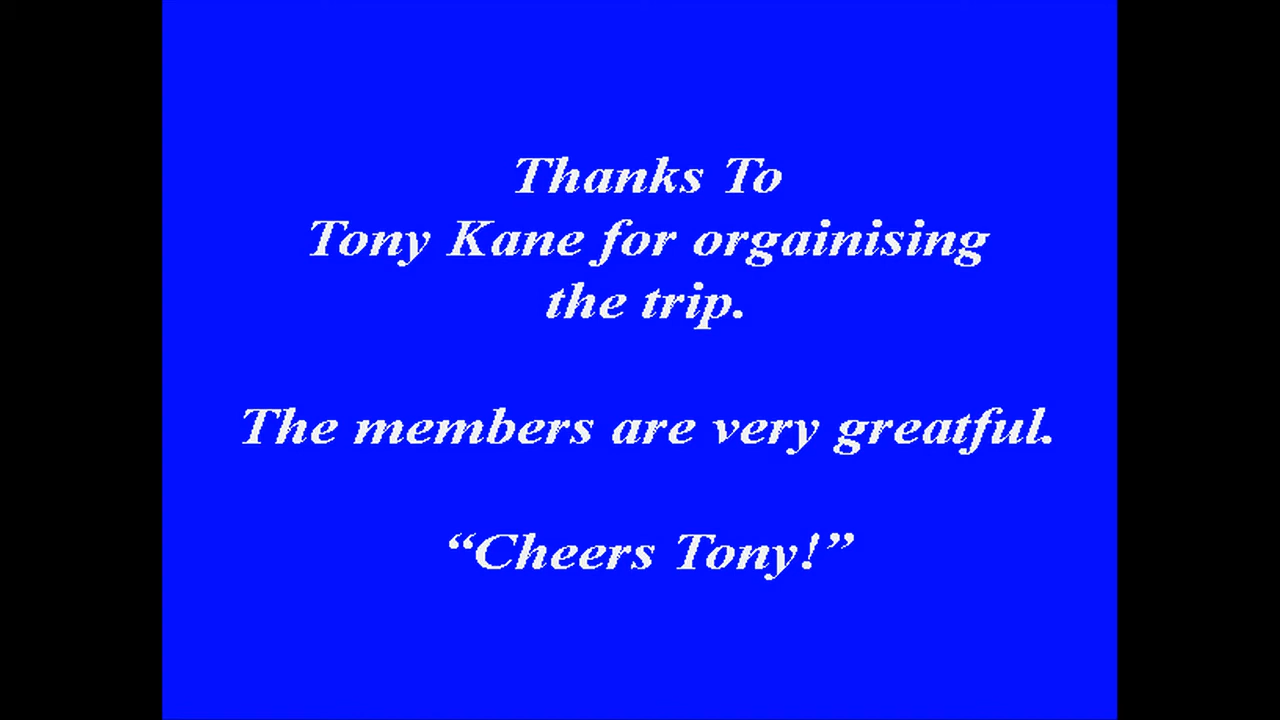 Thanks To
Tony Kane for orgainising
the trip.
The members are very greatful.
“Cheers Tony!”